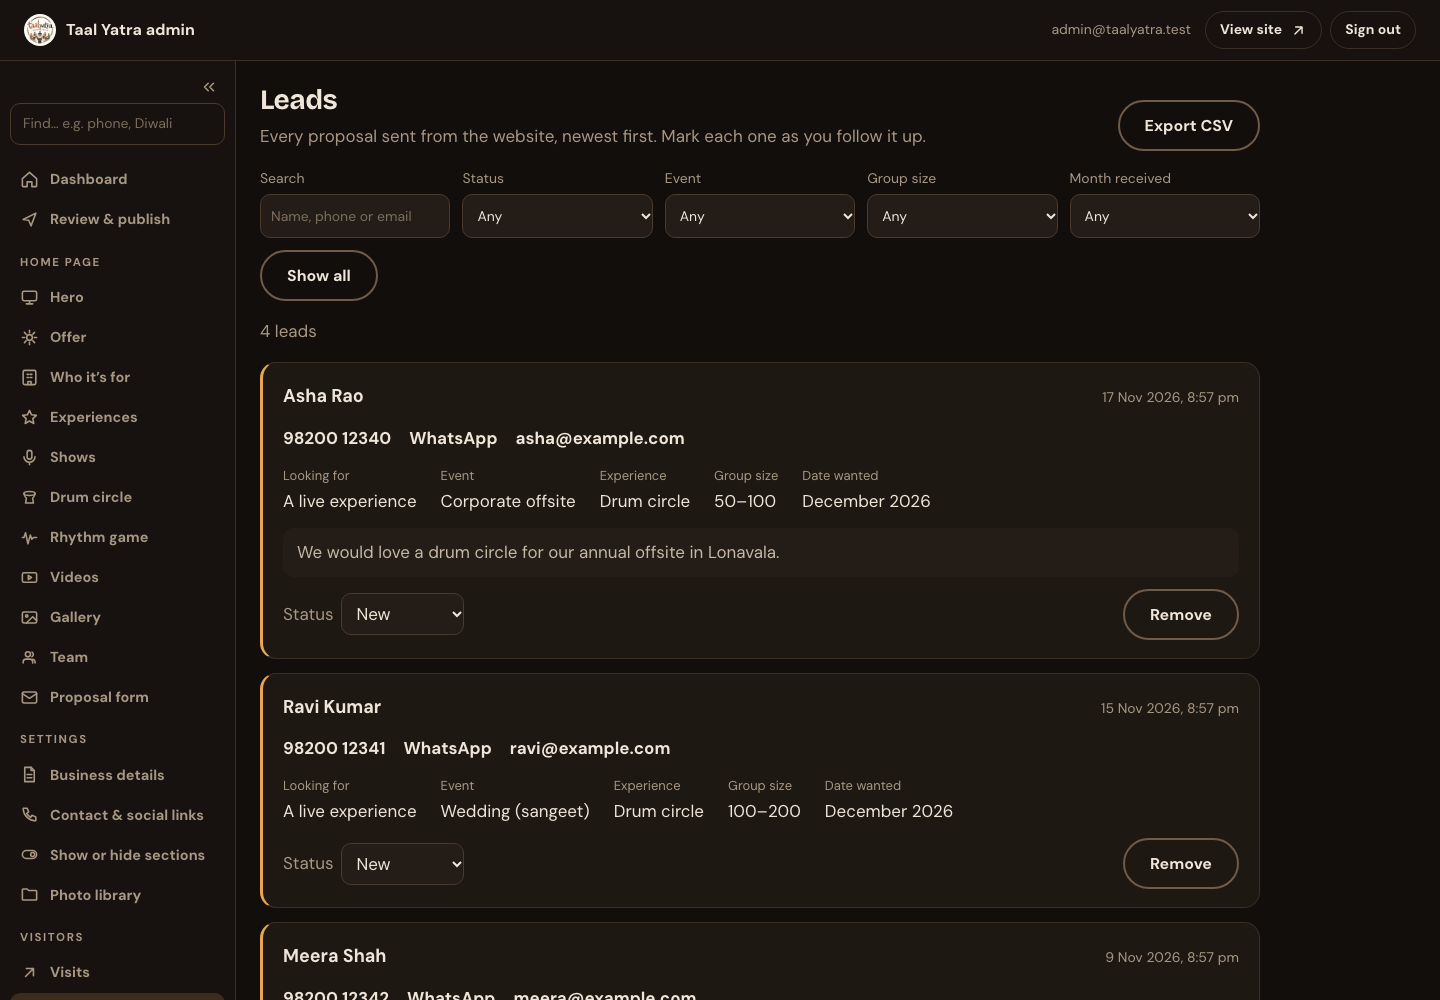 Taal Yatra admin
admin@taalyatra.test
View site
Sign out
Find… e.g. phone, Diwali
Dashboard
Review & publish
HOME PAGE
Hero
Offer
Who it’s for
Experiences
Shows
Drum circle
Rhythm game
Videos
Gallery
Team
Proposal form
SETTINGS
Business details
Contact & social links
Show or hide sections
Photo library
VISITORS
Visits
Leads
Every proposal sent from the website, newest first. Mark each one as you follow it up.
Export CSV
Search Status Event Group size Month received
Name, phone or email Any Any Any Any
Show all
4 leads
Asha Rao 17 Nov 2026, 8:57 pm
98200 12340 WhatsApp asha@example.com
Looking for Event Experience Group size Date wanted
A live experience Corporate offsite Drum circle 50–100 December 2026
We would love a drum circle for our annual offsite in Lonavala.
Status New Remove
Ravi Kumar 15 Nov 2026, 8:57 pm
98200 12341 WhatsApp ravi@example.com
Looking for Event Experience Group size Date wanted
A live experience Wedding (sangeet) Drum circle 100–200 December 2026
Status New Remove
Meera Shah 9 Nov 2026, 8:57 pm
98200 12342 WhatsApp meera@example.com